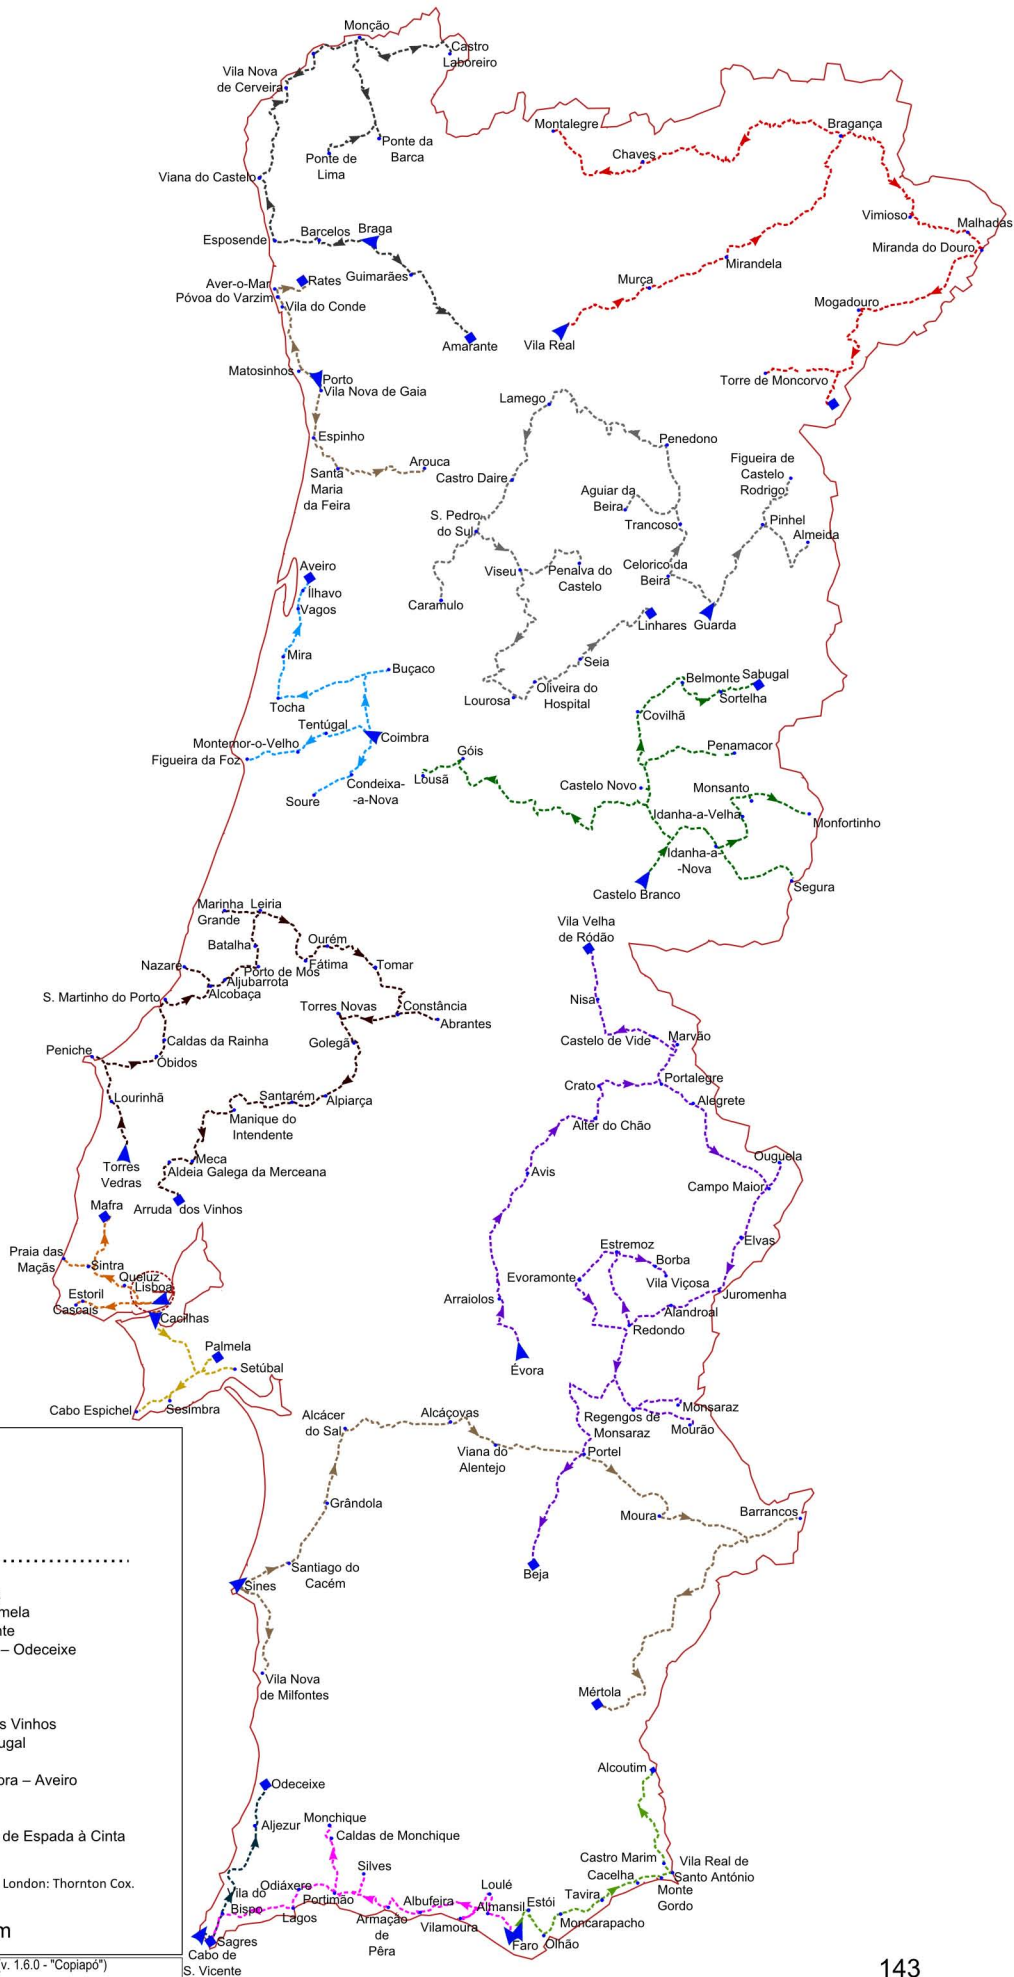 Monção
Castro
Laboreiro
Vila Nova
de Cerveira
Ponte da
Barca
Ponte de
Lima
Viana do Castelo
Esposende
Barcelos
Braga
Guimarães
Amarante
Montalegre
Chaves
Bragança
Vimioso
Malhadas
Miranda do Douro
Mogadouro
Mirandela
Murça
Vila Real
Torre de Moncorvo
Rates
Aver-o-Mar
Póvoa do Varzim
Vila do Conde
Matosinhos
Porto
Vila Nova de Gaia
Espinho
Santa
Maria
da Feira
Arouca
Lamego
Castro Daire
Penedono
Figueira de
Castelo
Rodrigo
Aguiar da
Beira
Trancoso
Pinhel
Almeida
S. Pedro
do Sul
Viseu
Penalva do
Castelo
Celorico da
Beira
Caramulo
Linhares
Guarda
Seia
Oliveira do
Hospital
Lourosa
Aveiro
Ílhavo
Vagos
Mira
Buçaco
Tocha
Tentúgal
Coimbra
Montemor-o-Velho
Figueira da Foz
Condeixa-
-a-Nova
Soure
Belmonte
Sabugal
Sortelha
Covilhã
Penamacor
Góis
Lousã
Castelo Novo
Monsanto
Idanha-a-Velha
Monfortinho
Idanha-a-
-Nova
Castelo Branco
Segura
Marinha
Grande
Leiria
Batalha
Ourém
Fátima
Tomar
Nazaré
Porto de Mós
Aljubarrota
Alcobaça
S. Martinho do Porto
Torres Novas
Constância
Abrantes
Caldas da Rainha
Golegã
Peniche
Óbidos
Lourinhã
Santarém
Alpiarça
Manique do
Intendente
Torres
Vedras
Meca
Aldeia Galega da Merceana
Arruda dos Vinhos
Mafra
Praia das
Maçãs
Sintra
Queluz
Lisboa
Estoril
Cascais
Cacilhas
Palmela
Setúbal
Cabo Espichel
Sesimbra
Vila Velha
de Ródão
Nisa
Castelo de Vide
Marvão
Portalegre
Crato
Alegrete
Alter do Chão
Ouguela
Avis
Campo Maior
Elvas
Estremoz
Borba
Evoramonte
Vila Viçosa
Juromenha
Arraiolos
Alandroal
Redondo
Évora
Regengos de
Monsaraz
Monsaraz
Mourão
Alcácer
do Sal
Alcáçovas
Viana do
Alentejo
Portel
Grândola
Moura
Barrancos
Beja
Santiago do
Cacém
Sines
Vila Nova
de Milfontes
Mértola
mela
nte
– Odeceixe
s Vinhos
ugal
ora – Aveiro
de Espada à Cinta
London: Thornton Cox.
m
(v. 1.6.0 - "Copiapó")
Odeceixe
Aljezur
Monchique
Caldas de Monchique
Silves
Odiáxere
Portimão
Vila do
Bispo
Lagos
Armação
de
Pêra
Albufeira
Vilamoura
Loulé
Almansil
Estói
Faro
Olhão
Moncarapacho
Tavira
Cacelha
Castro Marim
Vila Real de
Santo António
Monte
Gordo
Alcoutim
Sagres
Cabo de
S. Vicente
143